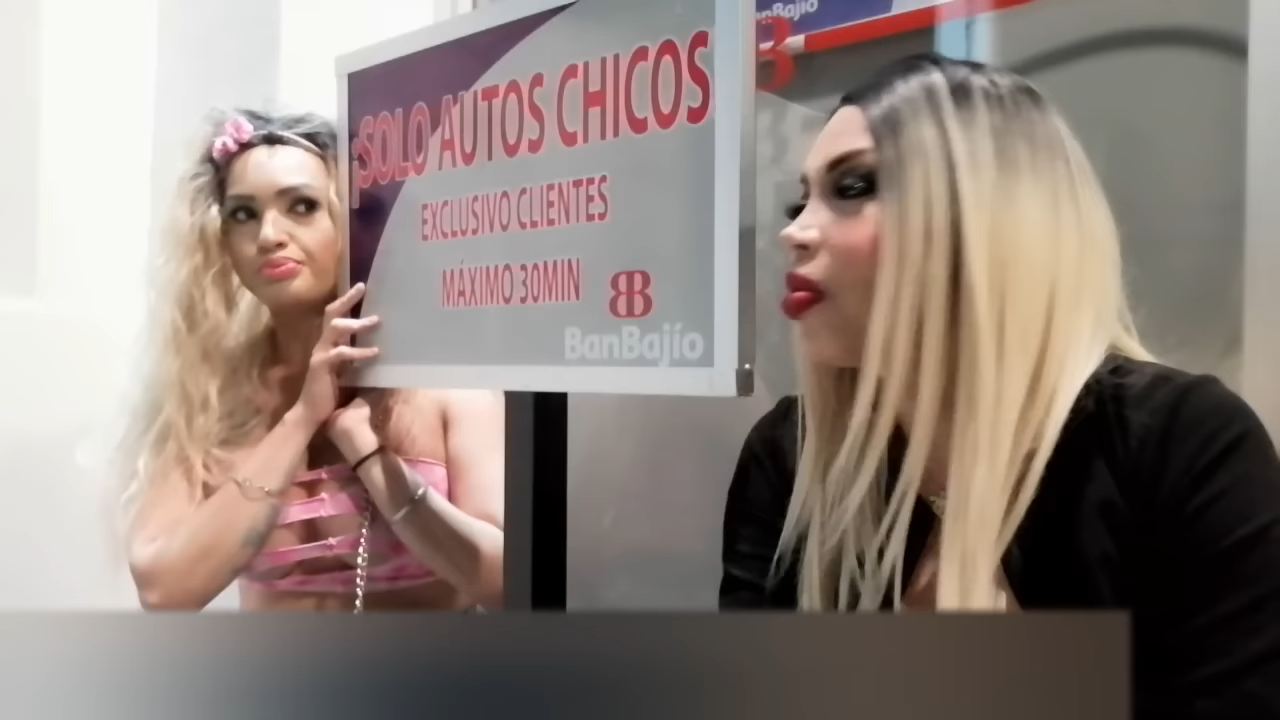 ¡SOLO AUTOS CHICOS
EXCLUSIVO CLIENTES
MÁXIMO 30MIN
BanBajío
BanBajío